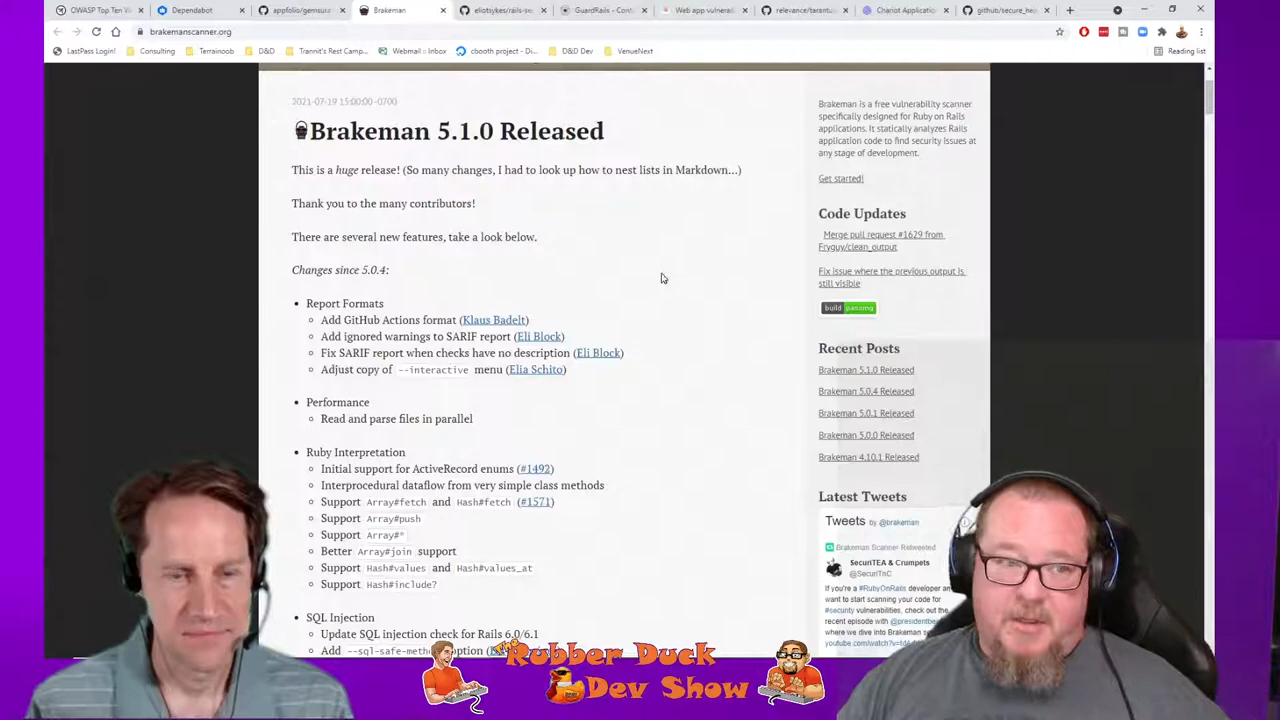 OWASP Top Ten W
Dependabot
appfolio/gemsur
Brakeman
eliotsykes/rails-se
GuardRails - Cont
Web app vulnerab
relevance/tarantu
Chariot Applicatio
github/secure_he
brakemanscanner.org
LastPass Login!
Consulting
Terrainoob
D&D
Trannit's Rest Camp...
Webmail :: Inbox
cbooth project - Di...
D&D Dev
VenueNext
Reading list
2021-07-19 15:00:00 -0700
Brakeman 5.1.0 Released
This is a huge release! (So many changes, I had to look up how to nest lists in Markdown...)
Thank you to the many contributors!
There are several new features, take a look below.
Changes since 5.0.4:
Report Formats
Add GitHub Actions format (Klaus Badelt)
Add ignored warnings to SARIF report (Eli Block)
Fix SARIF report when checks have no description (Eli Block)
Adjust copy of --interactive menu (Elia Schito)
Performance
Read and parse files in parallel
Ruby Interpretation
Initial support for ActiveRecord enums (#1492)
Interprocedural dataflow from very simple class methods
Support Array#fetch and Hash#fetch (#1571)
Support Array#push
Support Array#*
Better Array#join support
Support Hash#values and Hash#values_at
Support Hash#include?
SQL Injection
Update SQL injection check for Rails 6.0/6.1
Add --sql-safe-meth
Brakeman is a free vulnerability scanner
specifically designed for Ruby on Rails
applications. It statically analyzes Rails
application code to find security issues at
any stage of development.
Get started!
Code Updates
Merge pull request #1629 from
Fryguy/clean_output
Fix issue where the previous output is
still visible
build passing
Recent Posts
Brakeman 5.1.0 Released
Brakeman 5.0.4 Released
Brakeman 5.0.1 Released
Brakeman 5.0.0 Released
Brakeman 4.10.1 Released
Latest Tweets
Tweets by @brakeman
Brakeman Scanner Retweeted
SecuriTEA & Crumpets
@SecuriTnC
If you're a #RubyOnRails developer an
want to start scanning your code for
#security vulnerabilities, check out the
recent episode with @presidentbe
where we dive into Brakeman s
youtube.com/watch?v=
The Rubber Duck
Dev Show